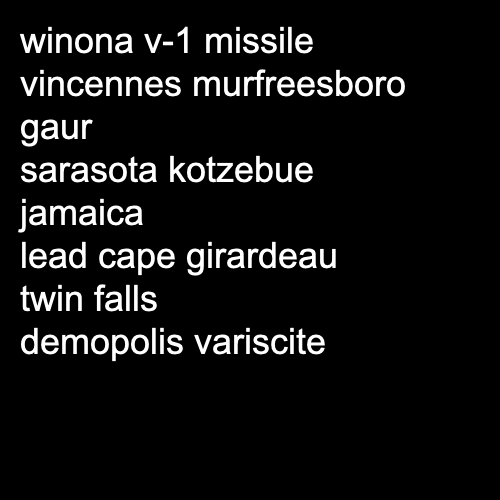 winona v-1 missile
vincennes murfreesboro
gaur
sarasota kotzebue
jamaica
lead cape girardeau
twin falls
demopolis variscite